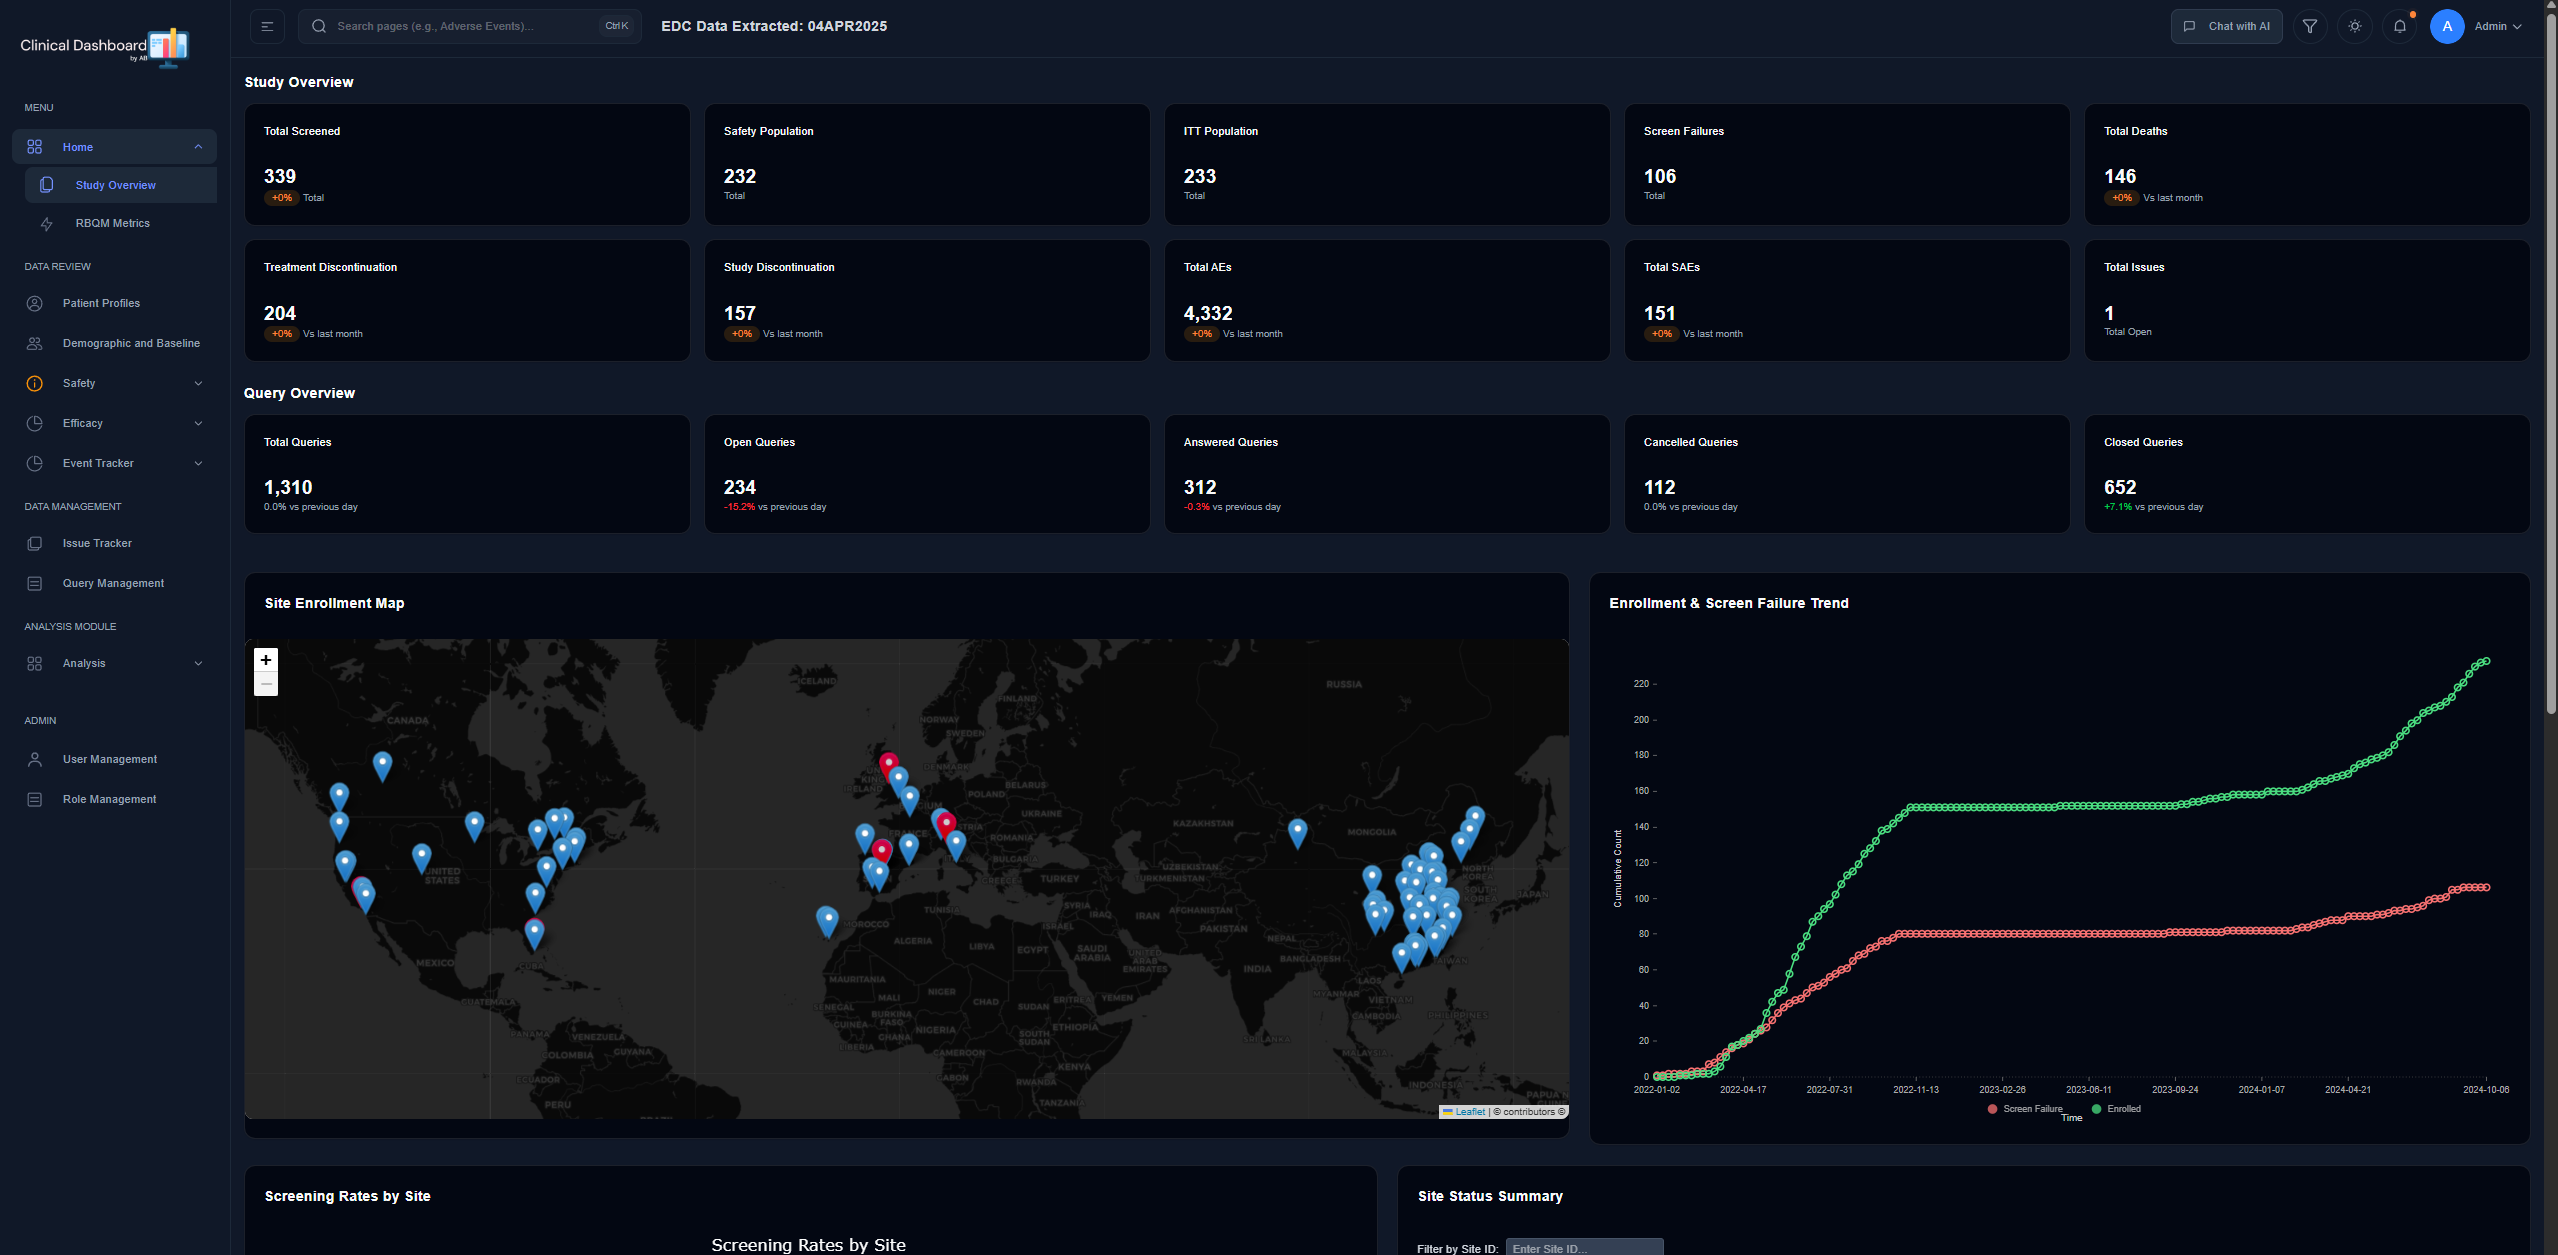 Clinical Dashboard
by AII
Search pages (e.g., Adverse Events)...
Ctrl K
EDC Data Extracted: 04APR2025
Chat with AI
A
Admin
MENU
Home
Study Overview
RBQM Metrics
DATA REVIEW
Patient Profiles
Demographic and Baseline
Safety
Efficacy
Event Tracker
DATA MANAGEMENT
Issue Tracker
Query Management
ANALYSIS MODULE
Analysis
ADMIN
User Management
Role Management
Study Overview
Total Screened
339
+0% Total
Safety Population
232
Total
ITT Population
233
Total
Screen Failures
106
Total
Total Deaths
146
+0% Vs last month
Treatment Discontinuation
204
+0% Vs last month
Study Discontinuation
157
+0% Vs last month
Total AEs
4,332
+0% Vs last month
Total SAEs
151
+0% Vs last month
Total Issues
1
Total Open
Query Overview
Total Queries
1,310
0.0% vs previous day
Open Queries
234
-15.2% vs previous day
Answered Queries
312
-0.3% vs previous day
Cancelled Queries
112
0.0% vs previous day
Closed Queries
652
+7.1% vs previous day
Site Enrollment Map
+
−
ICELAND
RUSSIA
FINLAND
CANADA
NORWAY
SWEDEN
DENMARK
IRELAND
BELARUS
POLAND
UKRAINE
KAZAKHSTAN
MONGOLIA
FRANCE
ROMANIA
BULGARIA
UZBEKISTAN
TURKMENISTAN
NORTH
KOREA
UNITED
STATES
GREECE
TURKEY
SOUTH
KOREA
JAPAN
TUNISIA
SYRIA
IRAQ
IRAN
AFGHANISTAN
MOROCCO
ISRAEL
PAKISTAN
ALGERIA
LIBYA
EGYPT
SAUDI
ARABIA
UNITED
ARAB
EMIRATES
NEPAL
BANGLADESH
INDIA
TAIWAN
MEXICO
CUBA
MAURITANIA
MALI
NIGER
CHAD
SUDAN
ERITREA
YEMEN
LAOS
MYANMAR
VIETNAM
GUATEMALA
SENEGAL
BURKINA
FASO
CAMBODIA
PHILIPPINES
GUINEA
GHANA
NIGERIA
SOUTH
SUDAN
ETHIOPIA
PANAMA
VENEZUELA
LIBERIA
SRI LANKA
COLOMBIA
GUYANA
CAMEROON
MALAYSIA
KENYA
ECUADOR
GABON
RWANDA
INDONESIA
PERU
TANZANIA
PAPUA
Leaflet | © contributors ©
Enrollment & Screen Failure Trend
Cumulative Count
220
200
180
160
140
120
100
80
60
40
20
0
2022-01-02 2022-04-17 2022-07-31 2022-11-13 2023-02-26 2023-06-11 2023-09-24 2024-01-07 2024-04-21 2024-10-06
Screen Failure Enrolled
Time
Screening Rates by Site
Screening Rates by Site
Site Status Summary
Filter by Site ID: Enter Site ID...